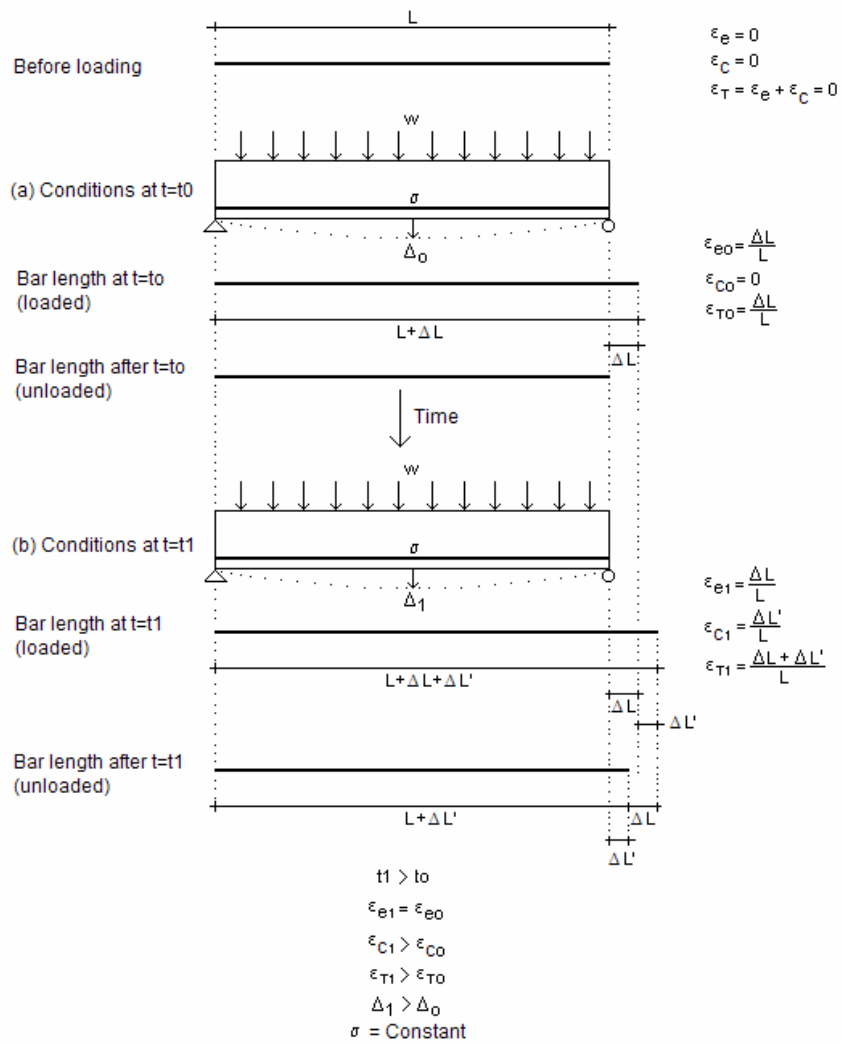 L
εe = 0
εC = 0
εT = εe + εC = 0
Before loading
w
(a) Conditions at t=t0
σ
Δo
εeo = ΔL/L
εCo = 0
εTo = ΔL/L
Bar length at t=to
(loaded)
L+ΔL
ΔL
Bar length after t=to
(unloaded)
Time
w
(b) Conditions at t=t1
σ
Δ1
εe1 = ΔL/L
εC1 = ΔL'/L
εT1 = ΔL + ΔL'/L
Bar length at t=t1
(loaded)
L+ΔL+ΔL'
ΔL
ΔL'
Bar length after t=t1
(unloaded)
L+ΔL'
ΔL
ΔL'
t1 > to
εe1 = εeo
εC1 > εCo
εT1 > εTo
Δ1 > Δo
σ = Constant